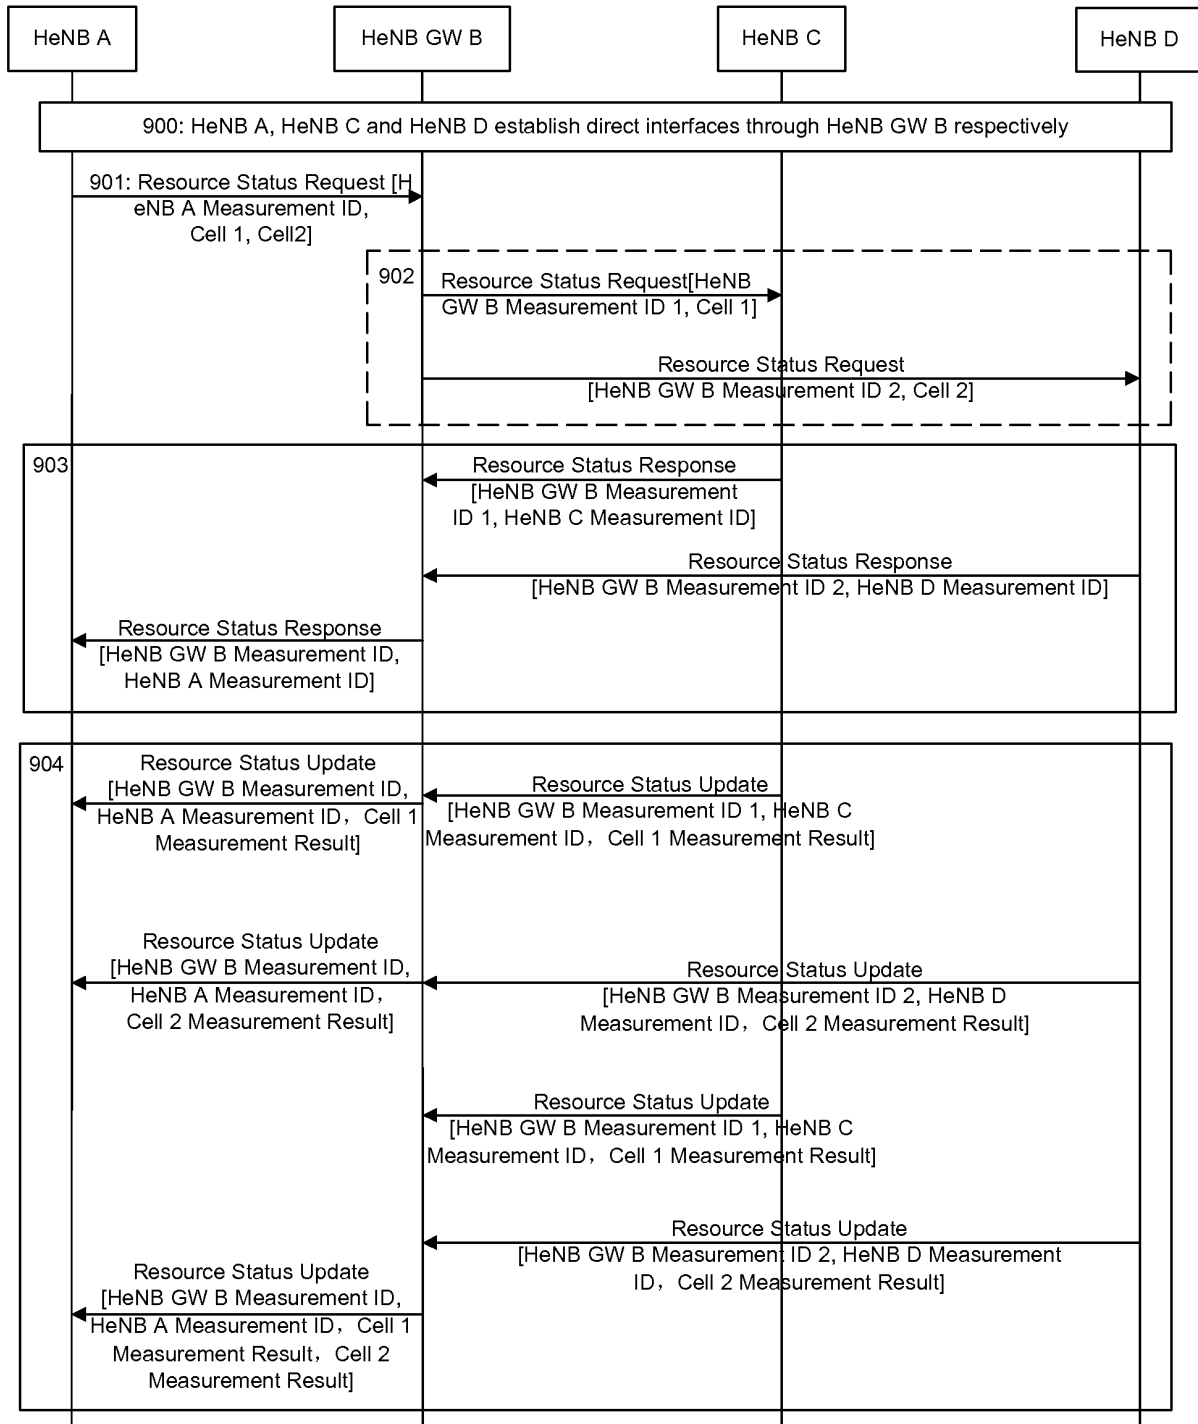 HeNB A
HeNB GW B
HeNB C
HeNB D
900: HeNB A, HeNB C and HeNB D establish direct interfaces through HeNB GW B respectively
901: Resource Status Request [H
eNB A Measurement ID,
Cell 1, Cell2]
902
Resource Status Request[HeNB
GW B Measurement ID 1, Cell 1]
Resource Status Request
[HeNB GW B Measurement ID 2, Cell 2]
903
Resource Status Response
[HeNB GW B Measurement
ID 1, HeNB C Measurement ID]
Resource Status Response
[HeNB GW B Measurement ID 2, HeNB D Measurement ID]
Resource Status Response
[HeNB GW B Measurement ID,
HeNB A Measurement ID]
904
Resource Status Update
[HeNB GW B Measurement ID,
HeNB A Measurement ID，Cell 1
Measurement Result]
Resource Status Update
[HeNB GW B Measurement ID 1, HeNB C
Measurement ID，Cell 1 Measurement Result]
Resource Status Update
[HeNB GW B Measurement ID,
HeNB A Measurement ID，
Cell 2 Measurement Result]
Resource Status Update
[HeNB GW B Measurement ID 2, HeNB D
Measurement ID，Cell 2 Measurement Result]
Resource Status Update
[HeNB GW B Measurement ID 1, HeNB C
Measurement ID，Cell 1 Measurement Result]
Resource Status Update
[HeNB GW B Measurement ID 2, HeNB D Measurement
ID，Cell 2 Measurement Result]
Resource Status Update
[HeNB GW B Measurement ID,
HeNB A Measurement ID，Cell 1
Measurement Result，Cell 2
Measurement Result]